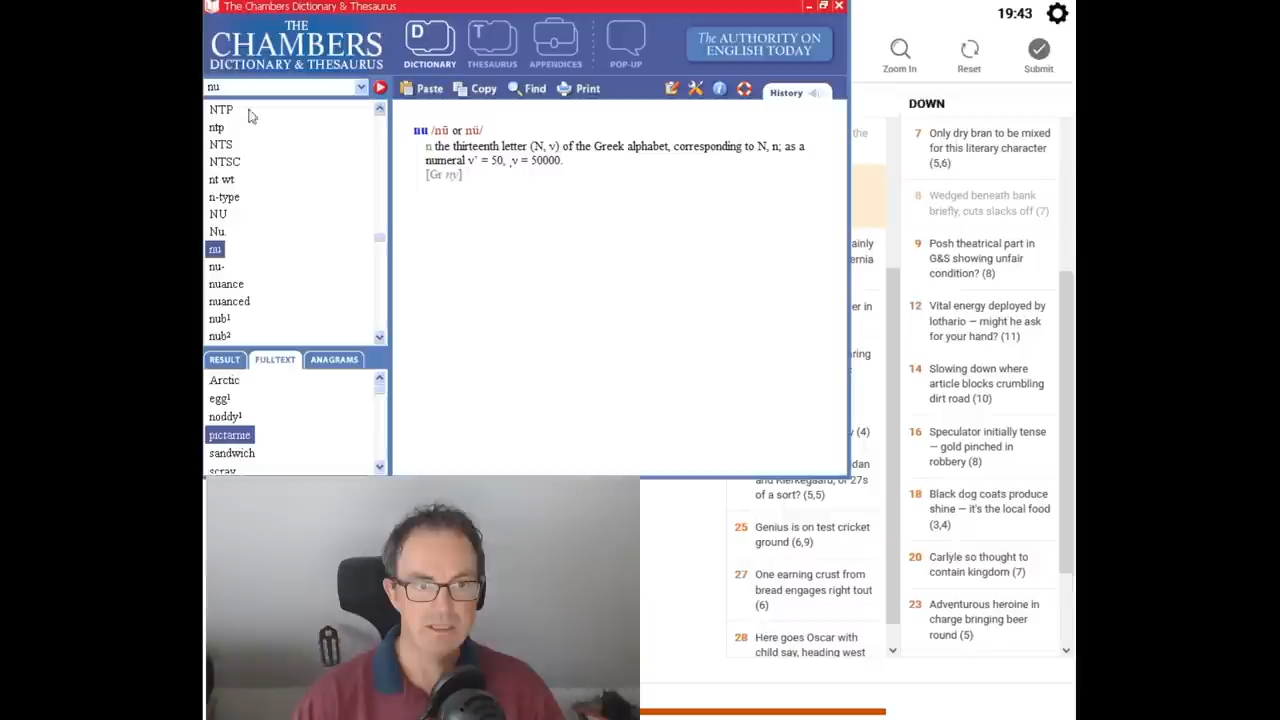 The Chambers Dictionary & Thesaurus
THE
CHAMBERS
DICTIONARY & THESAURUS
D
DICTIONARY
T
THESAURUS
APPENDICES
POP-UP
The AUTHORITY ON
ENGLISH TODAY
nu
Paste
Copy
Find
Print
History
NTP
ntp
NTS
NTSC
nt wt
n-type
NU
Nu.
nu
nu-
nuance
nuanced
nub¹
nub²
RESULT
FULLTEXT
ANAGRAMS
Arctic
egg¹
noddy¹
pictarnie
sandwich
scray
nu /nū or nü/
n the thirteenth letter (N, ν) of the Greek alphabet, corresponding to N, n; as a
numeral ν' = 50, ͵ν = 50000.
[Gr ny]
19:43
Zoom In
Reset
Submit
the
ainly
ernia
er in
ring
y (4)
dan
and Kierkegaard, of 27s
of a sort? (5,5)
25 Genius is on test cricket
ground (6,9)
27 One earning crust from
bread engages right tout
(6)
28 Here goes Oscar with
child say, heading west
DOWN
7 Only dry bran to be mixed
for this literary character
(5,6)
8 Wedged beneath bank
briefly, cuts slacks off (7)
9 Posh theatrical part in
G&S showing unfair
condition? (8)
12 Vital energy deployed by
lothario — might he ask
for your hand? (11)
14 Slowing down where
article blocks crumbling
dirt road (10)
16 Speculator initially tense
— gold pinched in
robbery (8)
18 Black dog coats produce
shine — it's the local food
(3,4)
20 Carlyle so thought to
contain kingdom (7)
23 Adventurous heroine in
charge bringing beer
round (5)